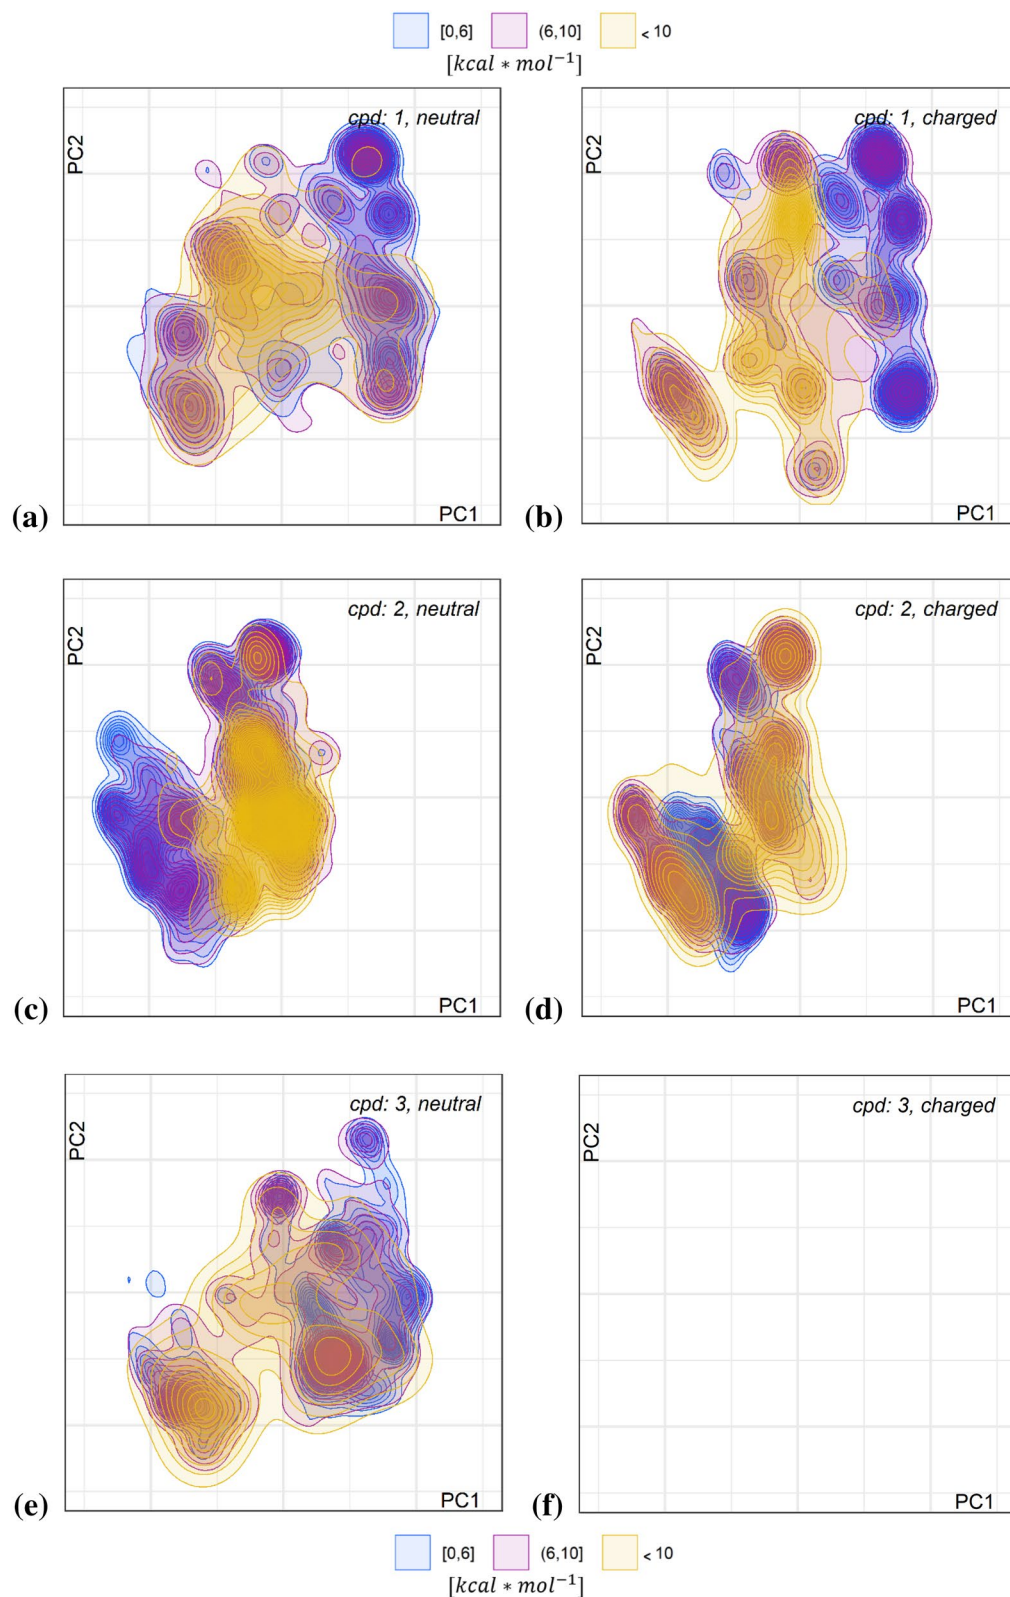 [0,6] (6,10] < 10
[kcal * mol⁻¹]
cpd: 1, neutral
PC2
PC1
(a)
cpd: 1, charged
PC2
PC1
(b)
cpd: 2, neutral
PC2
PC1
(c)
cpd: 2, charged
PC2
PC1
(d)
cpd: 3, neutral
PC2
PC1
(e)
cpd: 3, charged
PC2
PC1
(f)
[0,6] (6,10] < 10
[kcal * mol⁻¹]